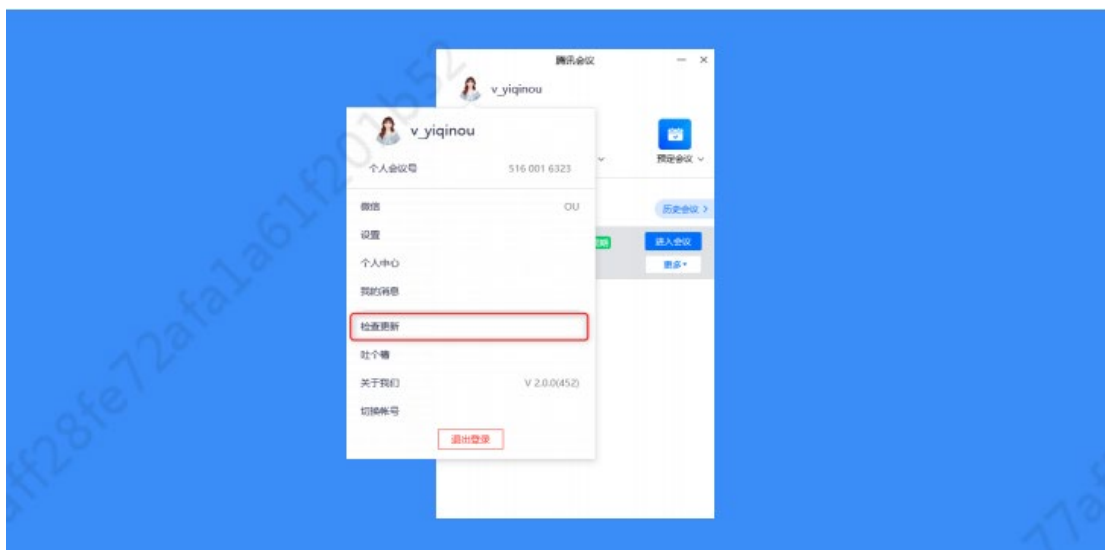 腾讯会议
v_yiqinou
v_yiqinou
个人会议号 516 001 6323
预定会议
微信 OU
历史会议 >
设置
进入会议
个人中心
更多
我的消息
检查更新
吐个槽
关于我们 V 2.0.0(452)
切换帐号
退出登录